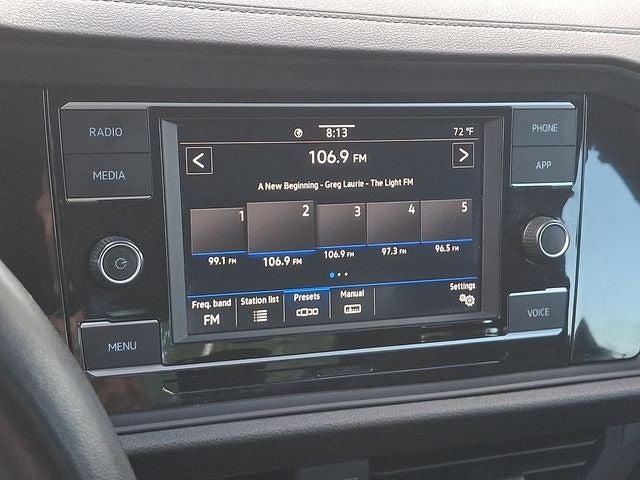 RADIO
MEDIA
MENU
8:13
72 °F
106.9 FM
A New Beginning - Greg Laurie - The Light FM
1 2 3 4 5
99.1 FM 106.9 FM 106.9 FM 97.3 FM 96.5 FM
Freq. band Station list Presets Manual Settings
FM
PHONE
APP
VOICE